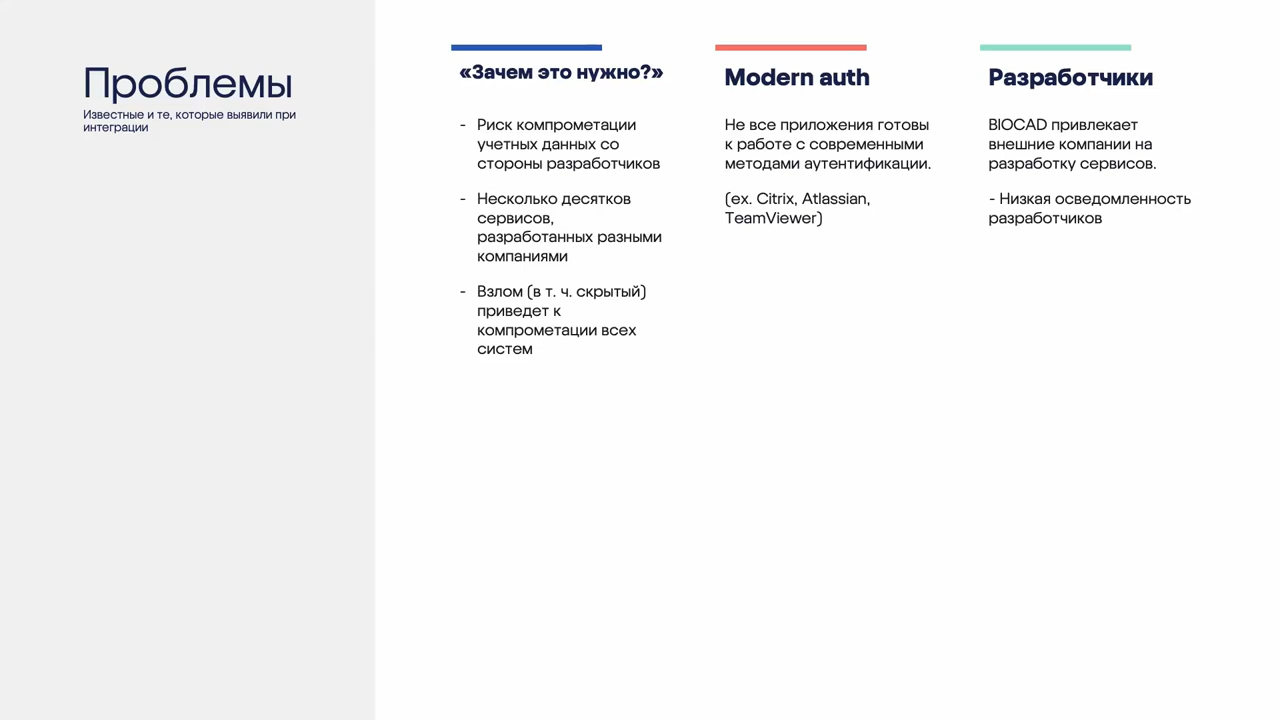 Проблемы
Известные и те, которые выявили при
интеграции
«Зачем это нужно?»
- Риск компрометации
учетных данных со
стороны разработчиков
- Несколько десятков
сервисов,
разработанных разными
компаниями
- Взлом (в т. ч. скрытый)
приведет к
компрометации всех
систем
Modern auth
Не все приложения готовы
к работе с современными
методами аутентификации.
(ex. Citrix, Atlassian,
TeamViewer)
Разработчики
BIOCAD привлекает
внешние компании на
разработку сервисов.
- Низкая осведомленность
разработчиков